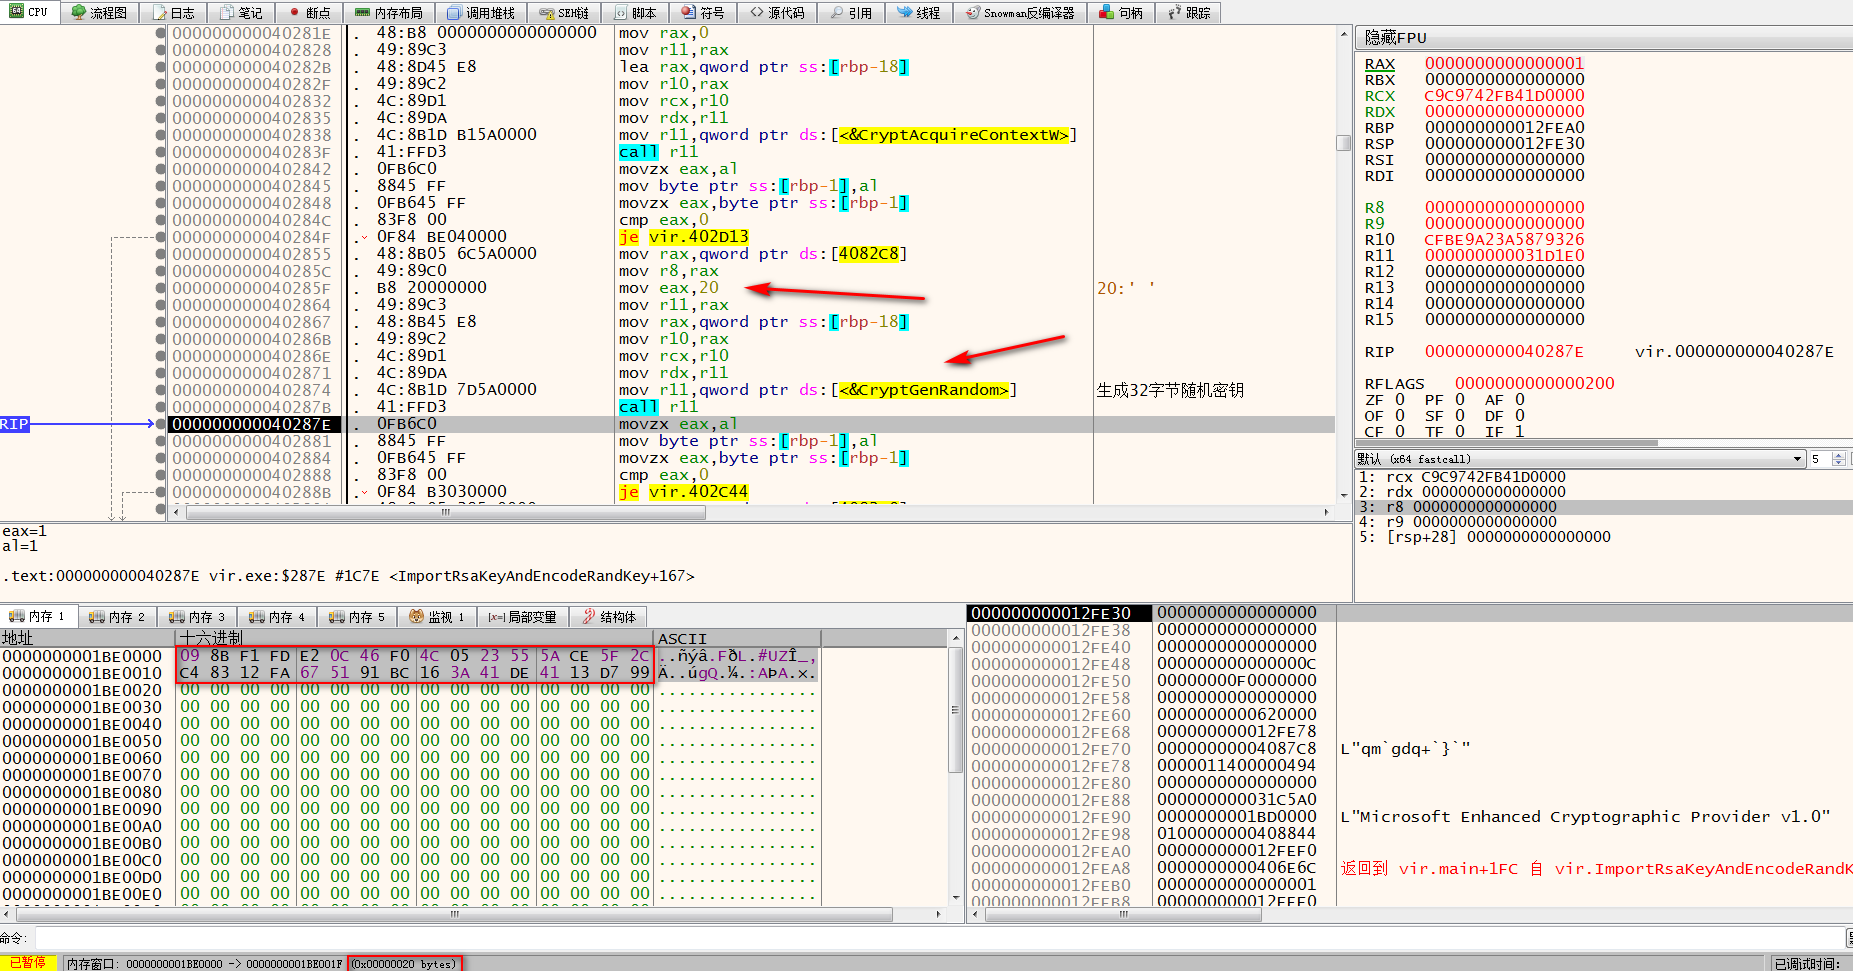 CPU 流程图 日志 笔记 断点 内存布局 调用堆栈 SEH链 脚本 符号 源代码 引用 线程 Snowman反编译器 句柄 跟踪
000000000040281E . 48:B8 0000000000000000 mov rax,0
0000000000402828 . 49:89C3 mov r11,rax
000000000040282B . 48:8D45 E8 lea rax,qword ptr ss:[rbp-18]
000000000040282F . 49:89C2 mov r10,rax
0000000000402832 . 4C:89D1 mov rcx,r10
0000000000402835 . 4C:89DA mov rdx,r11
0000000000402838 . 4C:8B1D B15A0000 mov r11,qword ptr ds:[<&CryptAcquireContextW>]
000000000040283F . 41:FFD3 call r11
0000000000402842 . 0FB6C0 movzx eax,al
0000000000402845 . 8845 FF mov byte ptr ss:[rbp-1],al
0000000000402848 . 0FB645 FF movzx eax,byte ptr ss:[rbp-1]
000000000040284C . 83F8 00 cmp eax,0
000000000040284F . 0F84 BE040000 je vir.402D13
0000000000402855 . 48:8B05 6C5A0000 mov rax,qword ptr ds:[4082C8]
000000000040285C . 49:89C0 mov r8,rax
000000000040285F . B8 20000000 mov eax,20 20:' '
0000000000402864 . 49:89C3 mov r11,rax
0000000000402867 . 48:8B45 E8 mov rax,qword ptr ss:[rbp-18]
000000000040286B . 49:89C2 mov r10,rax
000000000040286E . 4C:89D1 mov rcx,r10
0000000000402871 . 4C:89DA mov rdx,r11
0000000000402874 . 4C:8B1D 7D5A0000 mov r11,qword ptr ds:[<&CryptGenRandom>] 生成32字节随机密钥
000000000040287B . 41:FFD3 call r11
RIP 000000000040287E . 0FB6C0 movzx eax,al
0000000000402881 . 8845 FF mov byte ptr ss:[rbp-1],al
0000000000402884 . 0FB645 FF movzx eax,byte ptr ss:[rbp-1]
0000000000402888 . 83F8 00 cmp eax,0
000000000040288B . 0F84 B3030000 je vir.402C44
隐藏FPU
RAX 0000000000000001
RBX 0000000000000000
RCX C9C9742FB41D0000
RDX 0000000000000000
RBP 000000000012FEA0
RSP 000000000012FE30
RSI 0000000000000000
RDI 0000000000000000
R8 0000000000000000
R9 0000000000000000
R10 CFBE9A23A5879326
R11 000000000031D1E0
R12 0000000000000000
R13 0000000000000000
R14 0000000000000000
R15 0000000000000000
RIP 000000000040287E vir.000000000040287E
RFLAGS 0000000000000200
ZF 0 PF 0 AF 0
OF 0 SF 0 DF 0
CF 0 TF 0 IF 1
默认 (x64 fastcall) 5
1: rcx C9C9742FB41D0000
2: rdx 0000000000000000
3: r8 0000000000000000
4: r9 0000000000000000
5: [rsp+28] 0000000000000000
eax=1
al=1
.text:000000000040287E vir.exe:$287E #1C7E <ImportRsaKeyAndEncodeRandKey+167>
内存 1 内存 2 内存 3 内存 4 内存 5 监视 1 [x=] 局部变量 结构体
地址 十六进制 ASCII
0000000001BE0000 09 8B F1 FD E2 0C 46 F0 4C 05 23 55 5A CE 5F 2C ..ñýâ.FðL.#UZÎ_,
0000000001BE0010 C4 83 12 FA 67 51 91 BC 16 3A 41 DE 41 13 D7 99 Ä..úgQ.¼.:AÞA.×.
0000000001BE0020 00 00 00 00 00 00 00 00 00 00 00 00 00 00 00 00 ................
0000000001BE0030 00 00 00 00 00 00 00 00 00 00 00 00 00 00 00 00 ................
0000000001BE0040 00 00 00 00 00 00 00 00 00 00 00 00 00 00 00 00 ................
0000000001BE0050 00 00 00 00 00 00 00 00 00 00 00 00 00 00 00 00 ................
0000000001BE0060 00 00 00 00 00 00 00 00 00 00 00 00 00 00 00 00 ................
0000000001BE0070 00 00 00 00 00 00 00 00 00 00 00 00 00 00 00 00 ................
0000000001BE0080 00 00 00 00 00 00 00 00 00 00 00 00 00 00 00 00 ................
0000000001BE0090 00 00 00 00 00 00 00 00 00 00 00 00 00 00 00 00 ................
0000000001BE00A0 00 00 00 00 00 00 00 00 00 00 00 00 00 00 00 00 ................
0000000001BE00B0 00 00 00 00 00 00 00 00 00 00 00 00 00 00 00 00 ................
0000000001BE00C0 00 00 00 00 00 00 00 00 00 00 00 00 00 00 00 00 ................
0000000001BE00D0 00 00 00 00 00 00 00 00 00 00 00 00 00 00 00 00 ................
0000000001BE00E0 00 00 00 00 00 00 00 00 00 00 00 00 00 00 00 00 ................
000000000012FE30 0000000000000000
000000000012FE38 0000000000000000
000000000012FE40 0000000000000000
000000000012FE48 000000000000000C
000000000012FE50 00000000F0000000
000000000012FE58 0000000000000000
000000000012FE60 0000000000620000
000000000012FE68 000000000012FE78
000000000012FE70 00000000004087C8 L"qm`gdq+`}`"
000000000012FE78 0000011400000494
000000000012FE80 0000000000000000
000000000012FE88 000000000031C5A0
000000000012FE90 0000000001BD0000 L"Microsoft Enhanced Cryptographic Provider v1.0"
000000000012FE98 0100000000408844
000000000012FEA0 000000000012FEF0
000000000012FEA8 0000000000406E6C 返回到 vir.main+1FC 自 vir.ImportRsaKeyAndEncodeRandK
000000000012FEB0 0000000000000001
000000000012FEB8 000000000012FEF0
命令:
已暂停 内存窗口: 0000000001BE0000 -> 0000000001BE001F (0x00000020 bytes) 已调试时间: